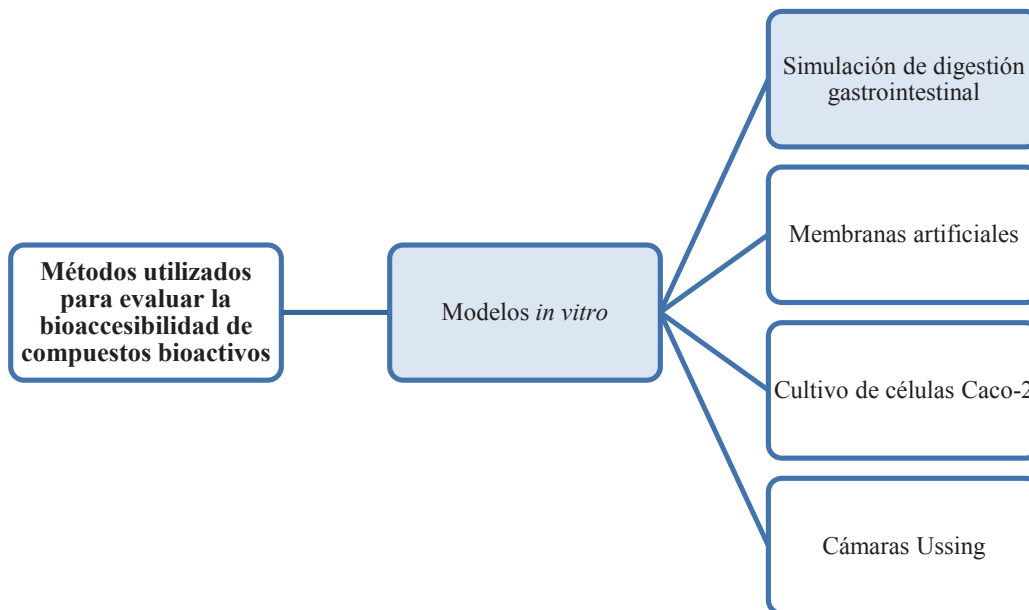 Simulación de digestión
gastrointestinal
Membranas artificiales
Métodos utilizados
para evaluar la
bioaccesibilidad de
compuestos bioactivos
Modelos in vitro
Cultivo de células Caco-2
Cámaras Ussing